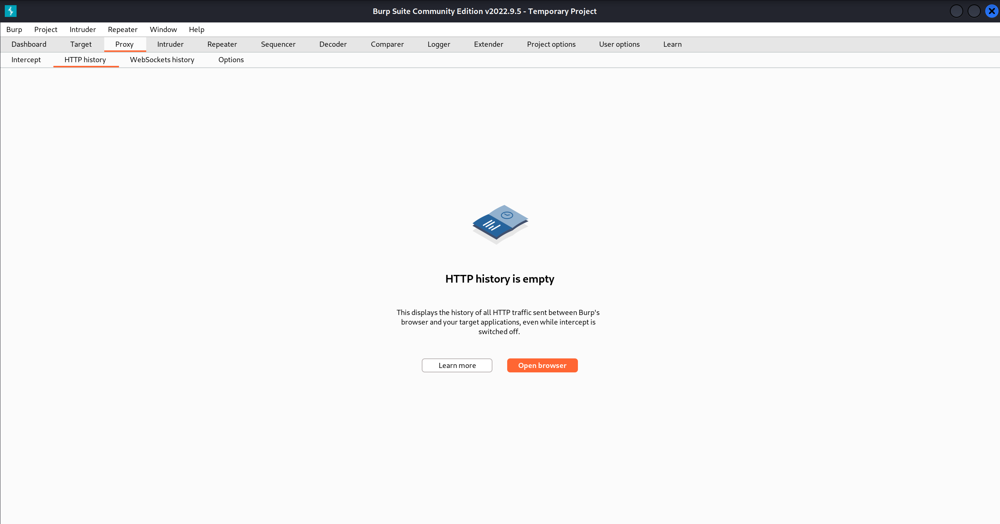 Burp Suite Community Edition v2022.9.5 - Temporary Project
Burp Project Intruder Repeater Window Help
Dashboard Target Proxy Intruder Repeater Sequencer Decoder Comparer Logger Extender Project options User options Learn
Intercept HTTP history WebSockets history Options
HTTP history is empty
This displays the history of all HTTP traffic sent between Burp's
browser and your target applications, even while intercept is
switched off.
Learn more Open browser